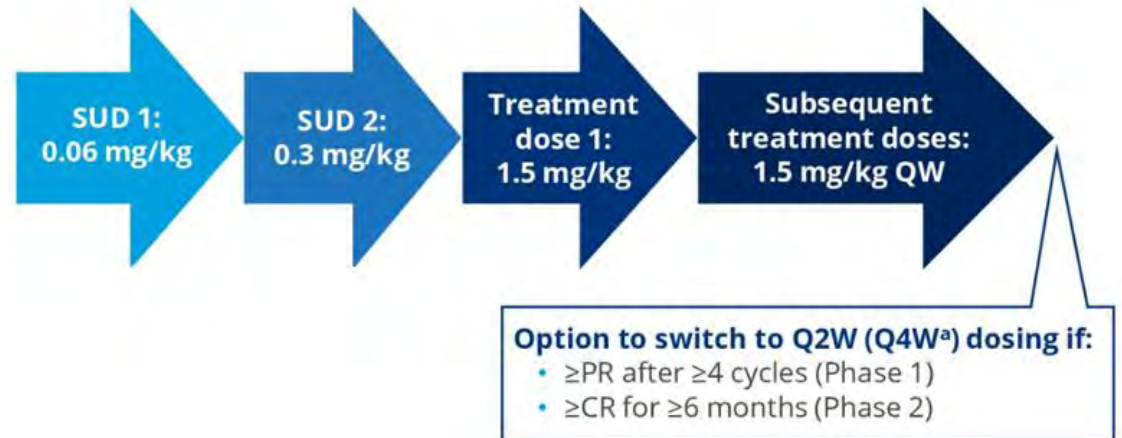 SUD 1:
0.06 mg/kg
SUD 2:
0.3 mg/kg
Treatment
dose 1:
1.5 mg/kg
Subsequent
treatment doses:
1.5 mg/kg QW
Option to switch to Q2W (Q4Wᵃ) dosing if:
• ≥PR after ≥4 cycles (Phase 1)
• ≥CR for ≥6 months (Phase 2)